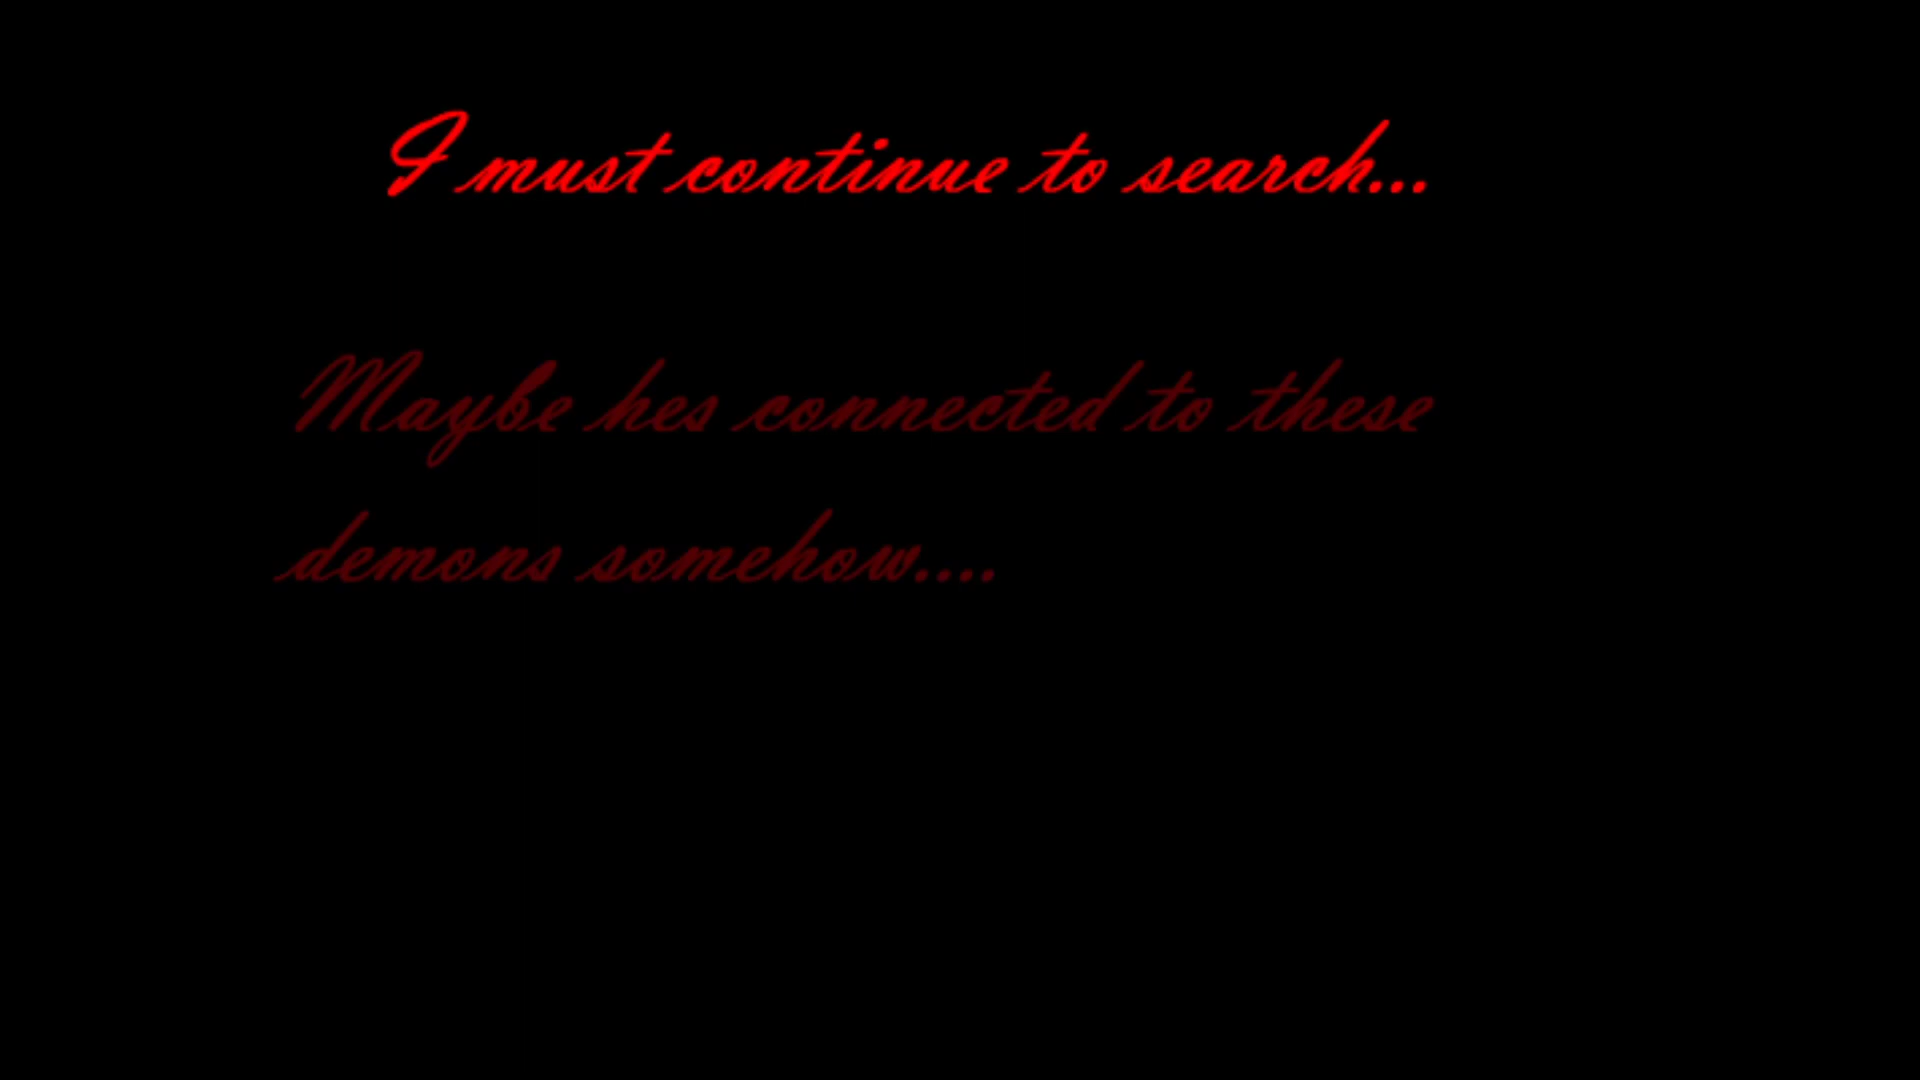 I must continue to search...
Maybe hes connected to these
demons somehow....